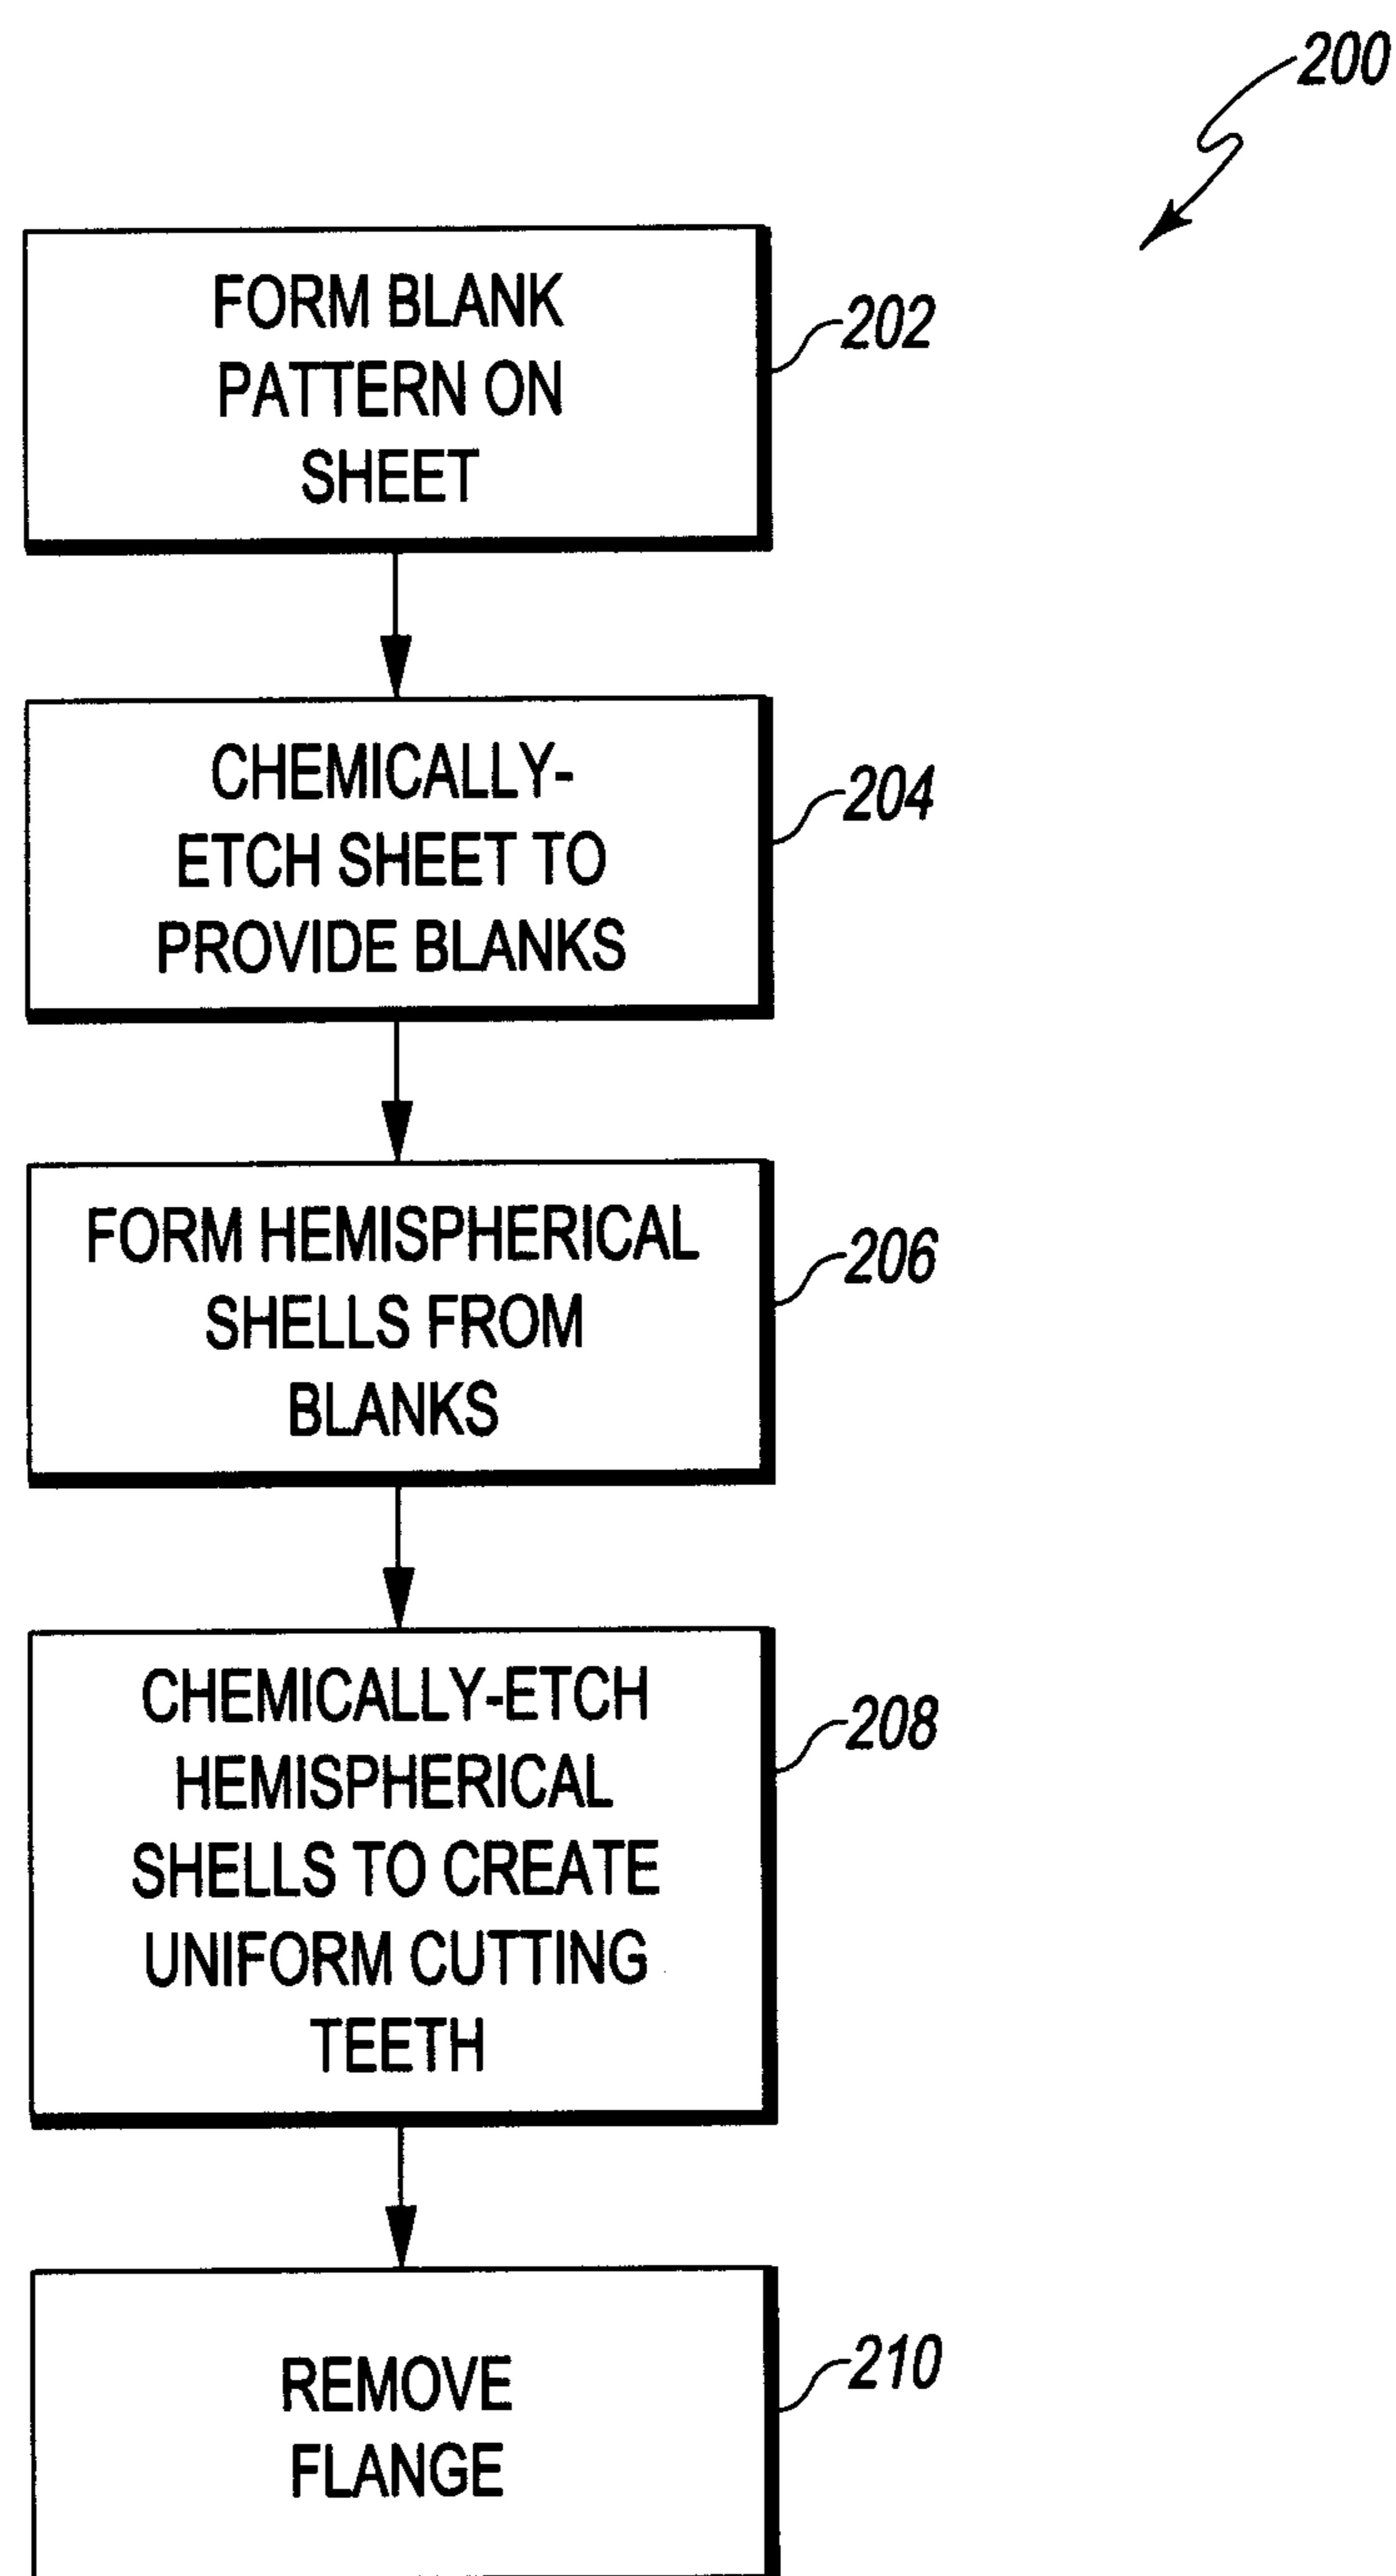 200
FORM BLANK
PATTERN ON
SHEET
202
CHEMICALLY-
ETCH SHEET TO
PROVIDE BLANKS
204
FORM HEMISPHERICAL
SHELLS FROM
BLANKS
206
CHEMICALLY-ETCH
HEMISPHERICAL
SHELLS TO CREATE
UNIFORM CUTTING
TEETH
208
REMOVE
FLANGE
210